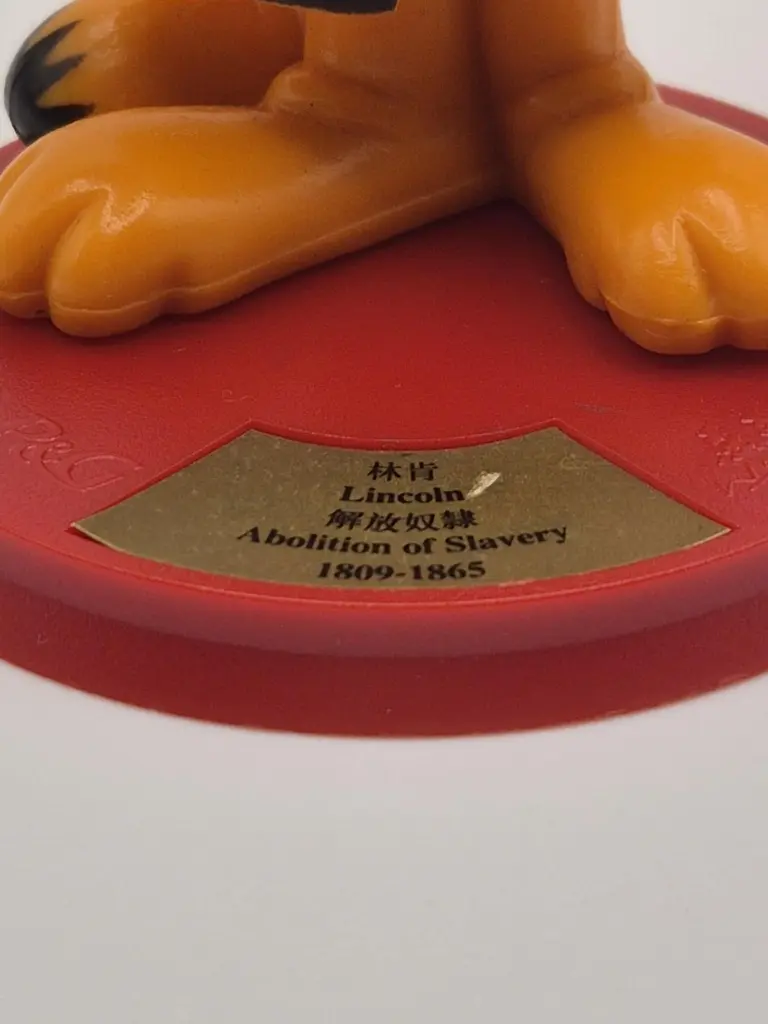 林肯
Lincoln
解放奴隸
Abolition of Slavery
1809-1865
P&G